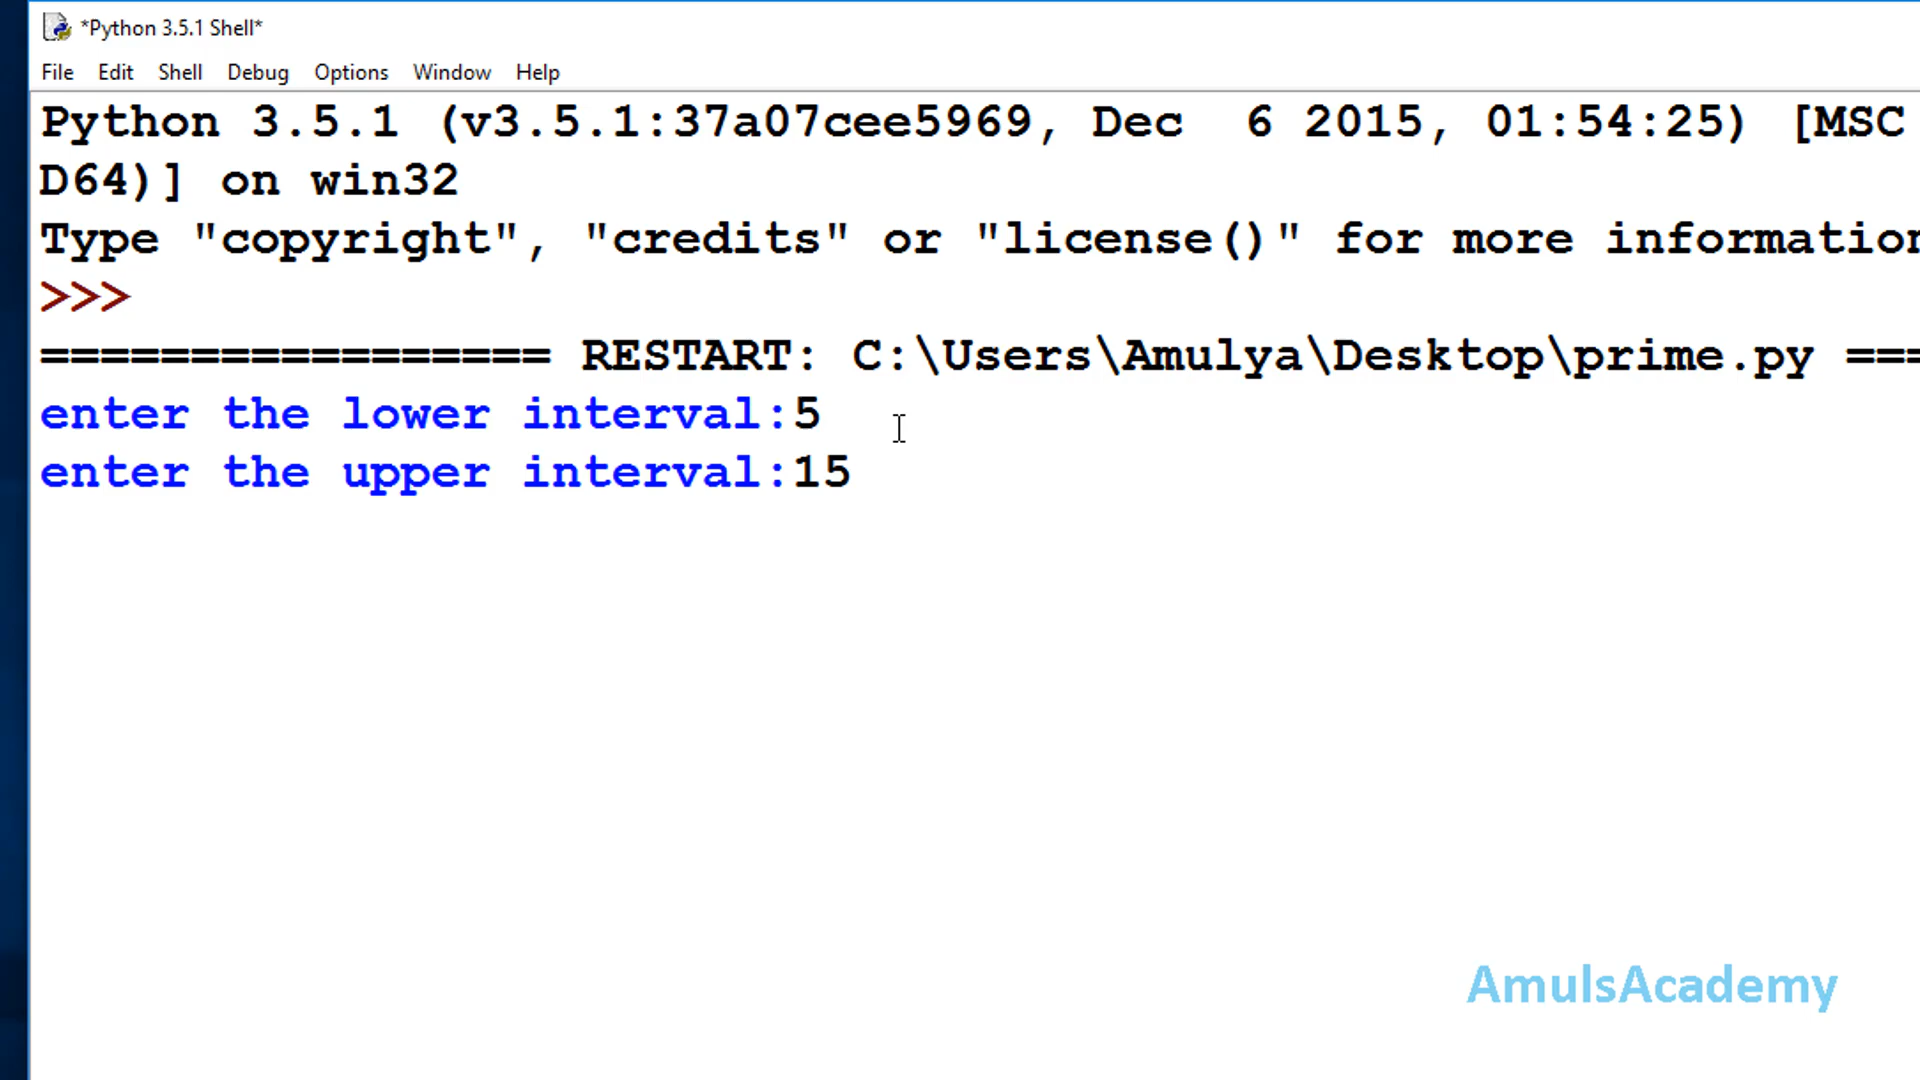 *Python 3.5.1 Shell*
File Edit Shell Debug Options Window Help
Python 3.5.1 (v3.5.1:37a07cee5969, Dec  6 2015, 01:54:25) [MSC
D64)] on win32
Type "copyright", "credits" or "license()" for more information
>>>
================= RESTART: C:\Users\Amulya\Desktop\prime.py ===
enter the lower interval:5
enter the upper interval:15
AmulsAcademy